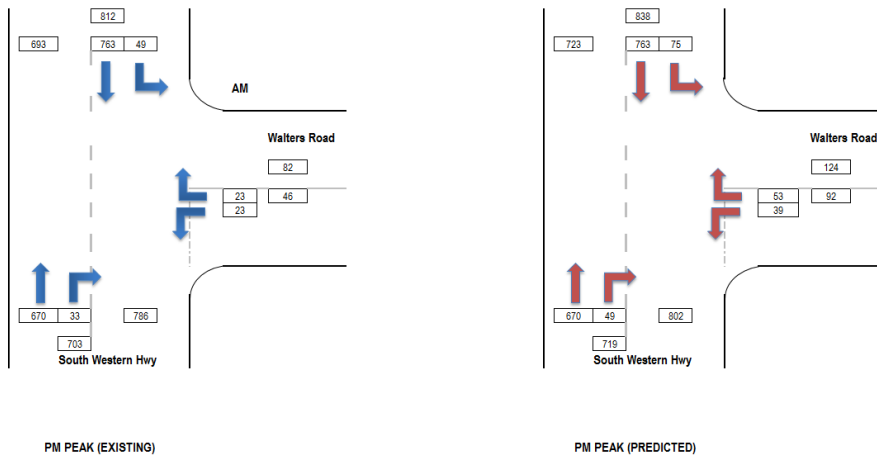 812
693 763 49
AM
Walters Road
82
23 46
23
670 33 786
703
South Western Hwy
PM PEAK (EXISTING)
838
723 763 75
Walters Road
124
53 92
39
670 49 802
719
South Western Hwy
PM PEAK (PREDICTED)